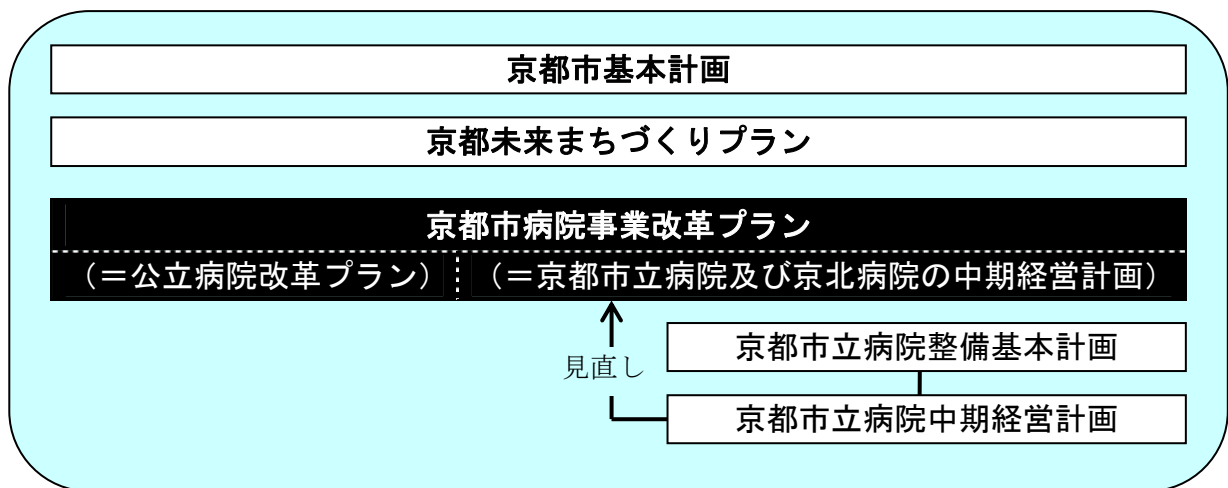 京都市基本計画
京都未来まちづくりプラン
京都市病院事業改革プラン
（＝公立病院改革プラン）
（＝京都市立病院及び京北病院の中期経営計画）
京都市立病院整備基本計画
見直し
京都市立病院中期経営計画